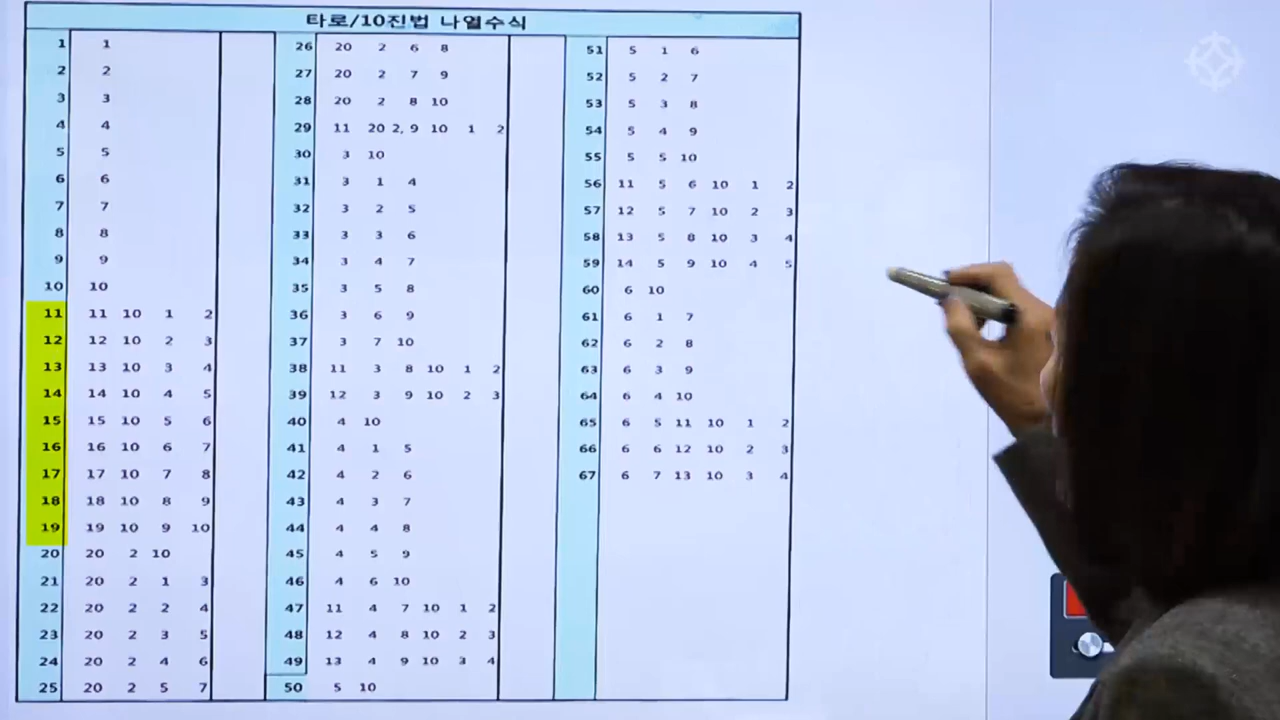 타로/10진법 나열수식
1 1
2 2
3 3
4 4
5 5
6 6
7 7
8 8
9 9
10 10
11 11 10 1 2
12 12 10 2 3
13 13 10 3 4
14 14 10 4 5
15 15 10 5 6
16 16 10 6 7
17 17 10 7 8
18 18 10 8 9
19 19 10 9 10
20 20 2 10
21 20 2 1 3
22 20 2 2 4
23 20 2 3 5
24 20 2 4 6
25 20 2 5 7
26 20 2 6 8
27 20 2 7 9
28 20 2 8 10
29 11 20 2, 9 10 1 2
30 3 10
31 3 1 4
32 3 2 5
33 3 3 6
34 3 4 7
35 3 5 8
36 3 6 9
37 3 7 10
38 11 3 8 10 1 2
39 12 3 9 10 2 3
40 4 10
41 4 1 5
42 4 2 6
43 4 3 7
44 4 4 8
45 4 5 9
46 4 6 10
47 11 4 7 10 1 2
48 12 4 8 10 2 3
49 13 4 9 10 3 4
50 5 10
51 5 1 6
52 5 2 7
53 5 3 8
54 5 4 9
55 5 5 10
56 11 5 6 10 1 2
57 12 5 7 10 2 3
58 13 5 8 10 3 4
59 14 5 9 10 4 5
60 6 10
61 6 1 7
62 6 2 8
63 6 3 9
64 6 4 10
65 6 5 11 10 1 2
66 6 6 12 10 2 3
67 6 7 13 10 3 4